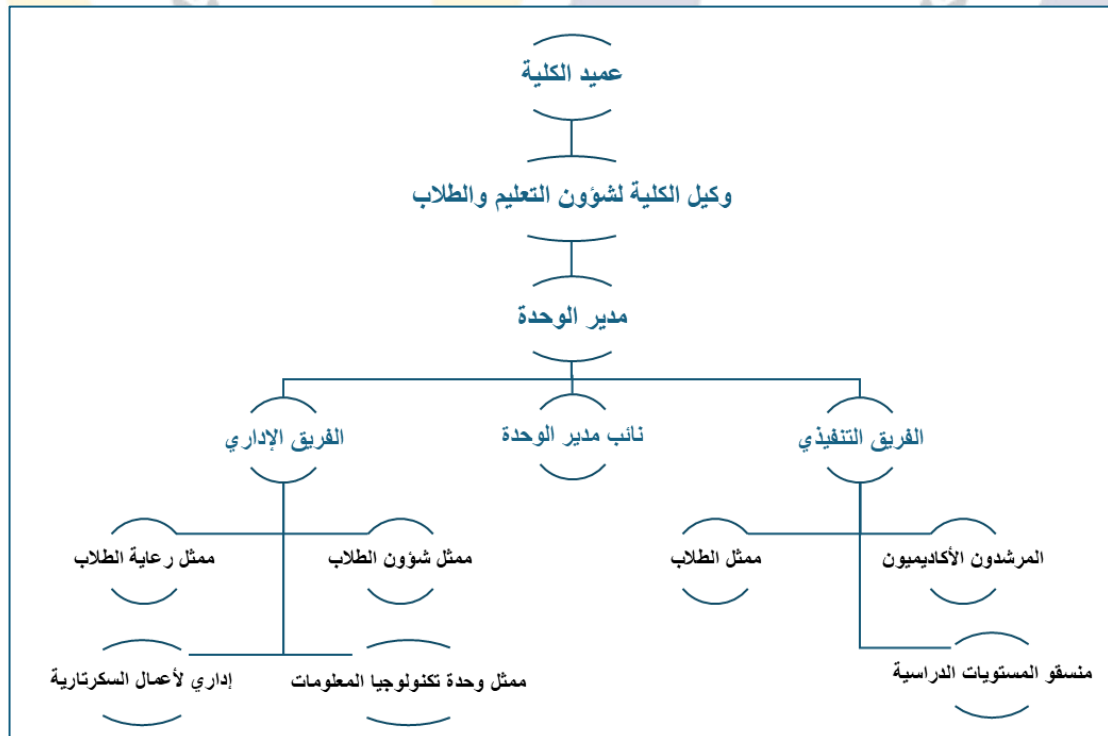 عميد الكلية
وكيل الكلية لشؤون التعليم والطلاب
مدير الوحدة
الفريق التنفيذي
نائب مدير الوحدة
الفريق الإداري
المرشدون الأكاديميون
ممثل الطلاب
ممثل شؤون الطلاب
ممثل رعاية الطلاب
منسقو المستويات الدراسية
ممثل وحدة تكنولوجيا المعلومات
إداري لأعمال السكرتارية